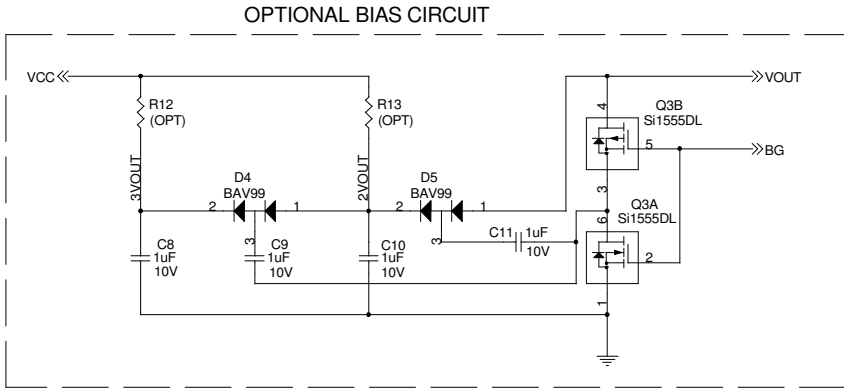 OPTIONAL BIAS CIRCUIT
VCC
VOUT
R12
(OPT)
R13
(OPT)
4
Q3B
Si1555DL
5
BG
3VOUT
2VOUT
D4
BAV99
D5
BAV99
3
2
1
2
1
Q3A
Si1555DL
6
3
3
C11
1uF
10V
C8
1uF
10V
C9
1uF
10V
C10
1uF
10V
2
1